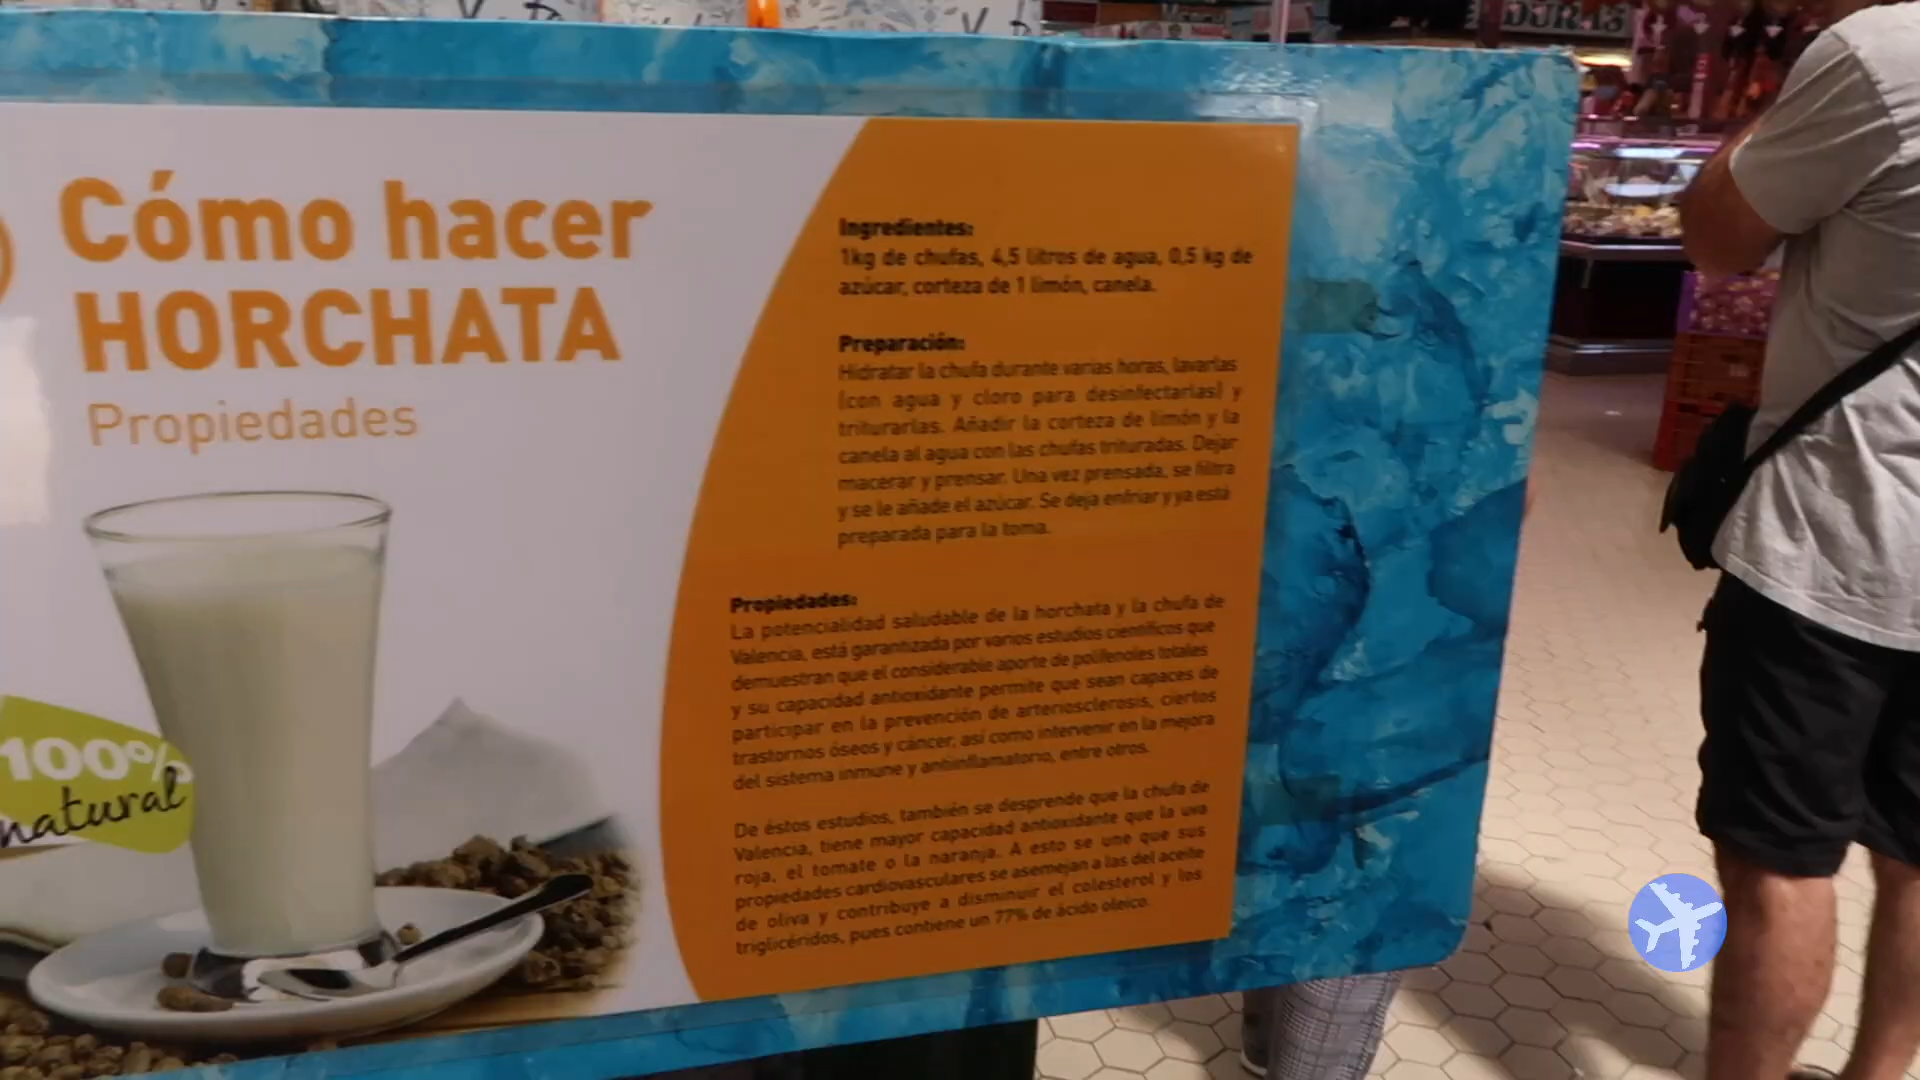 Cómo hacer
HORCHATA
Propiedades
100%
natural
Ingredientes:
1kg de chufas, 4,5 litros de agua, 0,5 kg de
azúcar, corteza de 1 limón, canela.
Preparación:
Hidratar la chufa durante varias horas, lavarlas
(con agua y cloro para desinfectarlas) y
triturarlas. Añadir la corteza de limón y la
canela al agua con las chufas trituradas. Dejar
macerar y prensar. Una vez prensada, se filtra
y se le añade el azúcar. Se deja enfriar y ya está
preparada para la toma.
Propiedades:
La potencialidad saludable de la horchata y la chufa de
Valencia, está garantizada por varios estudios científicos que
demuestran que el considerable aporte de polifenoles totales
y su capacidad antioxidante permite que sean capaces de
participar en la prevención de arteriosclerosis, ciertos
trastornos óseos y cáncer, así como intervenir en la mejora
del sistema inmune y antiinflamatorio, entre otros.
De éstos estudios, también se desprende que la chufa de
Valencia, tiene mayor capacidad antioxidante que la uva
roja, el tomate o la naranja. A esto se une que sus
propiedades cardiovasculares se asemejan a las del aceite
de oliva y contribuye a disminuir el colesterol y los
triglicéridos, pues contiene un 77% de ácido oleico.